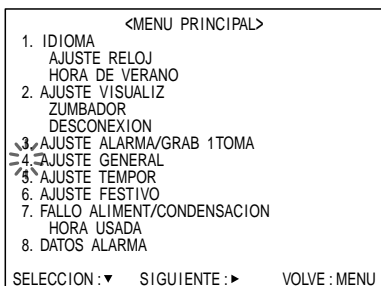 <MENU PRINCIPAL>
1. IDIOMA
AJUSTE RELOJ
HORA DE VERANO
2. AJUSTE VISUALIZ
ZUMBADOR
DESCONEXION
3. AJUSTE ALARMA/GRAB 1TOMA
4. AJUSTE GENERAL
5. AJUSTE TEMPOR
6. AJUSTE FESTIVO
7. FALLO ALIMENT/CONDENSACION
HORA USADA
8. DATOS ALARMA
SELECCION : ▼ SIGUIENTE : ► VOLVE : MENU